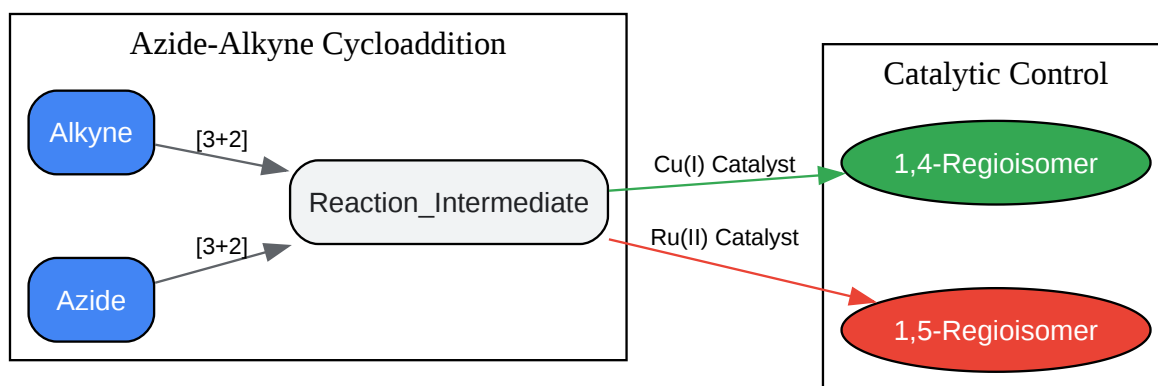 Azide-Alkyne Cycloaddition
Catalytic Control
Alkyne
[3+2]
Cu(I) Catalyst
1,4-Regioisomer
Reaction_Intermediate
[3+2]
Ru(II) Catalyst
Azide
1,5-Regioisomer